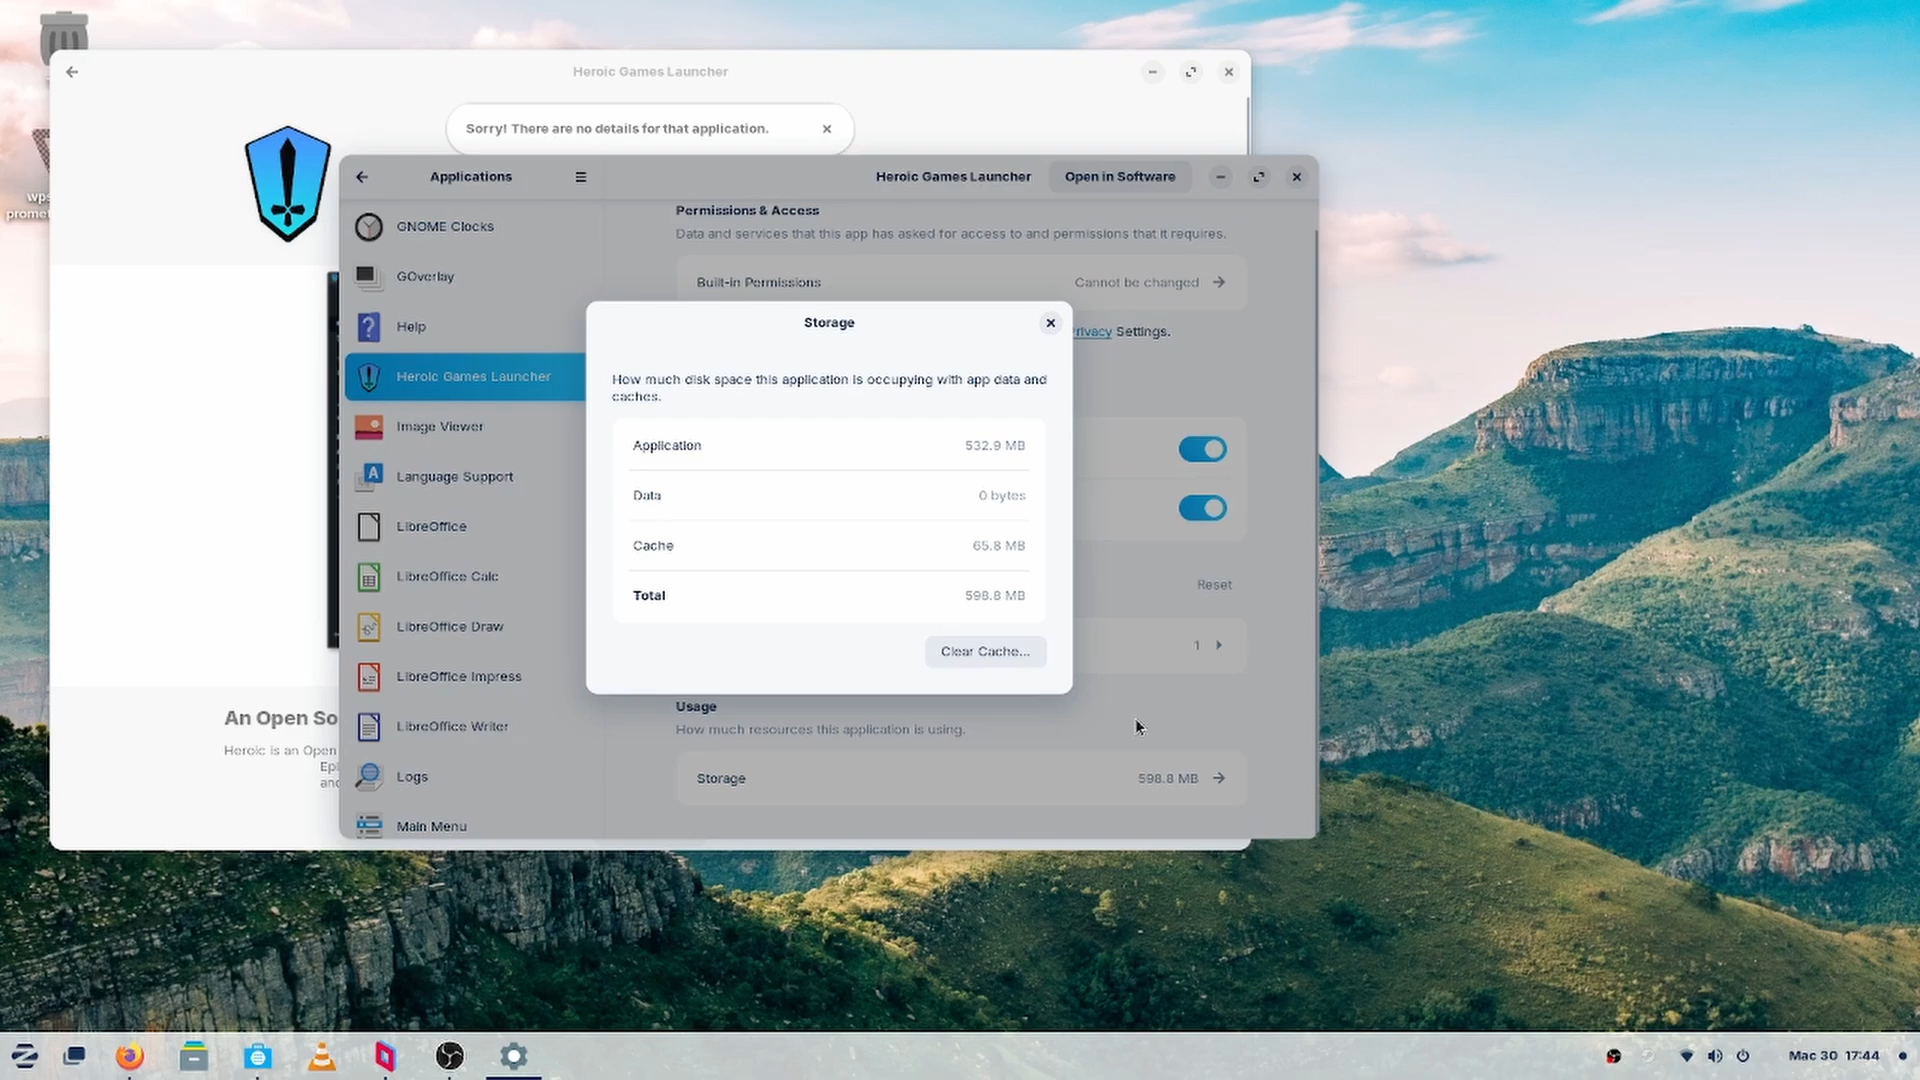 Heroic Games Launcher
Sorry! There are no details for that application.
wps
promet
Applications
Heroic Games Launcher
Open in Software
GNOME Clocks
GOverlay
Help
Heroic Games Launcher
Image Viewer
Language Support
LibreOffice
LibreOffice Calc
LibreOffice Draw
LibreOffice Impress
LibreOffice Writer
Logs
Main Menu
Permissions & Access
Data and services that this app has asked for access to and permissions that it requires.
Built-in Permissions
Cannot be changed
Privacy Settings.
Reset
1
Usage
How much resources this application is using.
Storage
598.8 MB
Storage
How much disk space this application is occupying with app data and
caches.
Application
532.9 MB
Data
0 bytes
Cache
65.8 MB
Total
598.8 MB
Clear Cache...
An Open So
Heroic is an Open
Epi
and
Mac 30 17:44